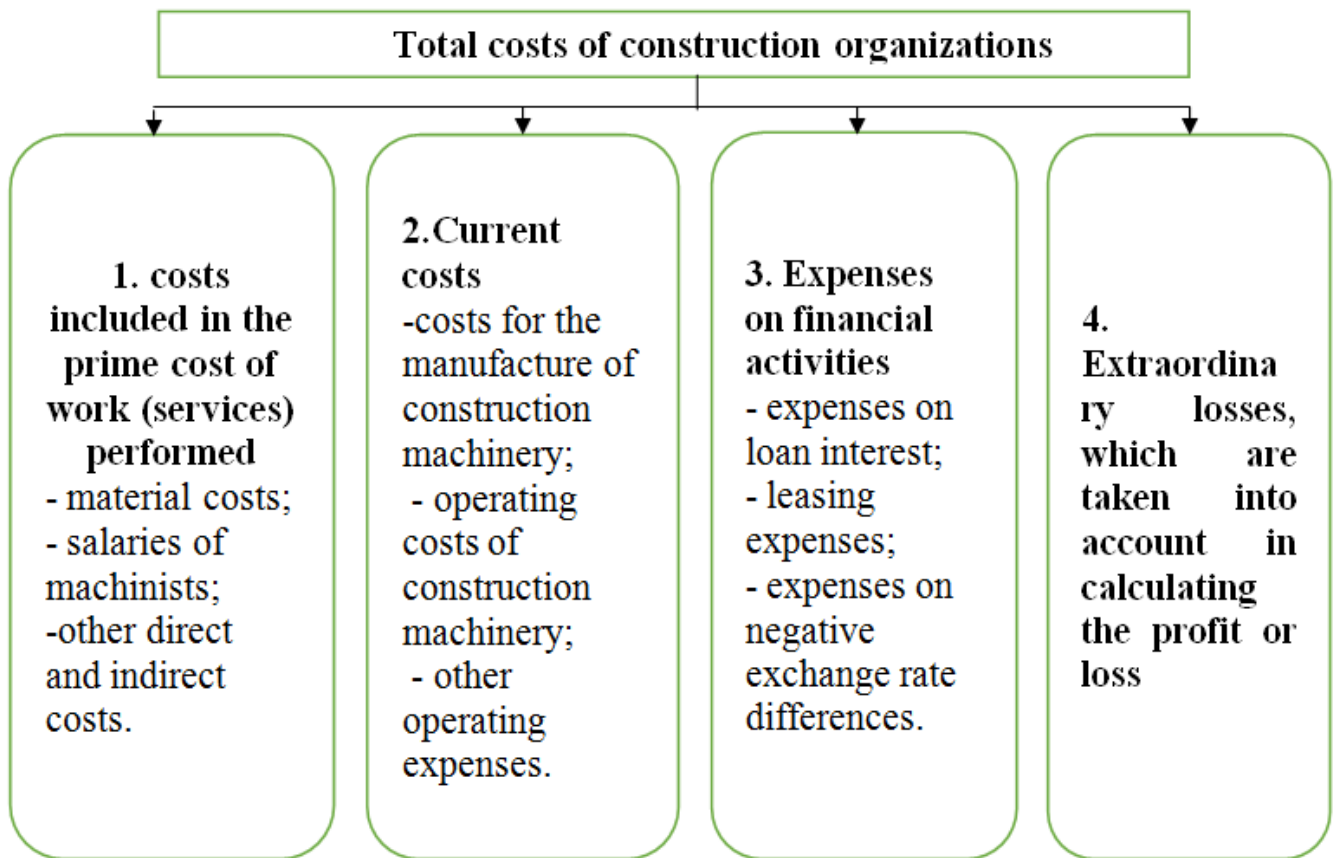 Total costs of construction organizations
1. costs
included in the
prime cost of
work (services)
performed
- material costs;
- salaries of
machinists;
-other direct
and indirect
costs.
2.Current
costs
-costs for the
manufacture of
construction
machinery;
- operating
costs of
construction
machinery;
- other
operating
expenses.
3. Expenses
on financial
activities
- expenses on
loan interest;
- leasing
expenses;
- expenses on
negative
exchange rate
differences.
4.
Extraordina
ry losses,
which are
taken into
account in
calculating
the profit or
loss